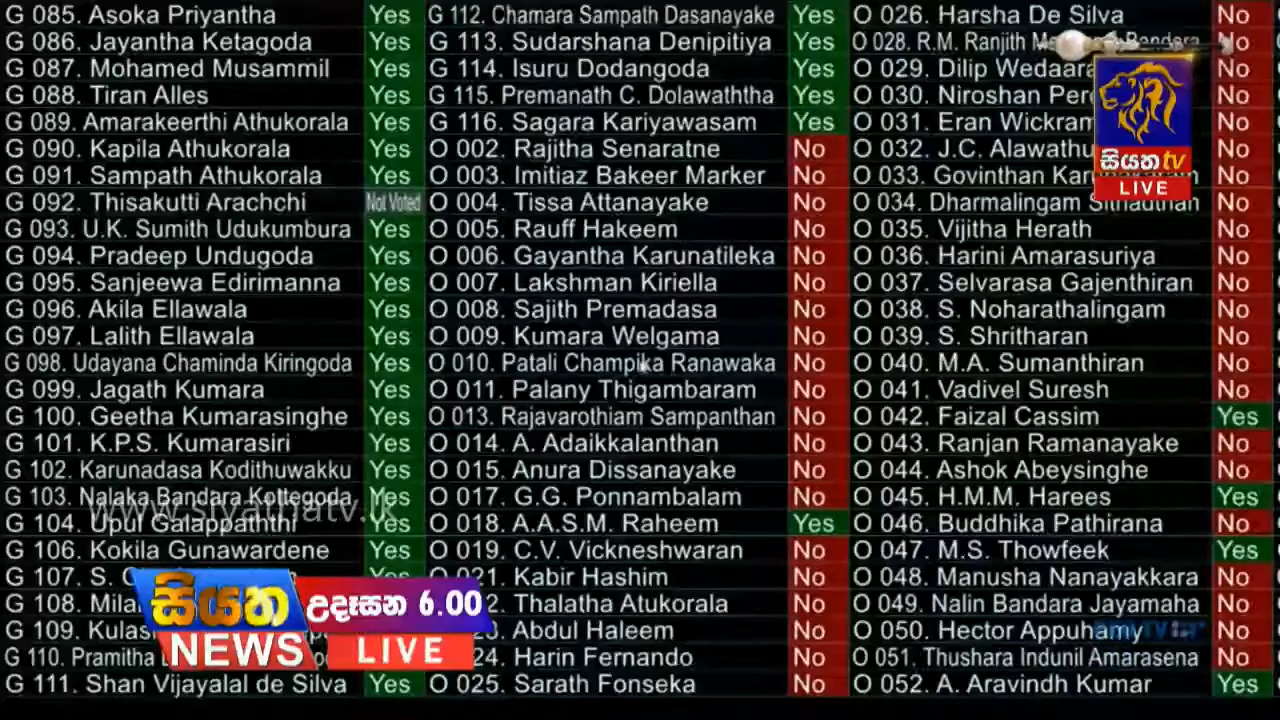 G 085. Asoka Priyantha Yes
G 086. Jayantha Ketagoda Yes
G 087. Mohamed Musammil Yes
G 088. Tiran Alles Yes
G 089. Amarakeerthi Athukorala Yes
G 090. Kapila Athukorala Yes
G 091. Sampath Athukorala Yes
G 092. Thisakutti Arachchi Not Voted
G 093. U.K. Sumith Udukumbura Yes
G 094. Pradeep Undugoda Yes
G 095. Sanjeewa Edirimanna Yes
G 096. Akila Ellawala Yes
G 097. Lalith Ellawala Yes
G 098. Udayana Chaminda Kiringoda Yes
G 099. Jagath Kumara Yes
G 100. Geetha Kumarasinghe Yes
G 101. K.P.S. Kumarasiri Yes
G 102. Karunadasa Kodithuwakku Yes
G 103. Nalaka Bandara Kottegoda Yes
www.siyathatv.lk
G 104. Upul Galappaththi Yes
G 106. Kokila Gunawardene Yes
G 107. S. Yes
G 108.
G 109.
G 110. Pramitha
G 111. Shan Vijayalal de Silva Yes
G 112. Chamara Sampath Dasanayake Yes
G 113. Sudarshana Denipitiya Yes
G 114. Isuru Dodangoda Yes
G 115. Premanath C. Dolawaththa Yes
G 116. Sagara Kariyawasam Yes
O 002. Rajitha Senaratne No
O 003. Imitiaz Bakeer Marker No
O 004. Tissa Attanayake No
O 005. Rauff Hakeem No
O 006. Gayantha Karunatileka No
O 007. Lakshman Kiriella No
O 008. Sajith Premadasa No
O 009. Kumara Welgama No
O 010. Patali Champika Ranawaka No
O 011. Palany Thigambaram No
O 013. Rajavarothiam Sampanthan No
O 014. A. Adaikkalanthan No
O 015. Anura Dissanayake No
O 017. G.G. Ponnambalam No
O 018. A.A.S.M. Raheem Yes
O 019. C.V. Vickneshwaran No
Kabir Hashim No
Thalatha Atukorala No
Abdul Haleem No
Harin Fernando No
O 025. Sarath Fonseka No
O 026. Harsha De Silva No
O 028. R.M. Ranjith Bandara No
O 029. Dilip No
O 030. Niroshan No
O 031. Eran No
O 032. J.C. No
O 033. Govinthan No
O 034. Dharmalingam Sithadthan No
O 035. Vijitha Herath No
O 036. Harini Amarasuriya No
O 037. Selvarasa Gajenthiran No
O 038. S. Noharathalingam No
O 039. S. Shritharan No
O 040. M.A. Sumanthiran No
O 041. Vadivel Suresh No
O 042. Faizal Cassim Yes
O 043. Ranjan Ramanayake No
O 044. Ashok Abeysinghe No
O 045. H.M.M. Harees Yes
O 046. Buddhika Pathirana No
O 047. M.S. Thowfeek Yes
O 048. Manusha Nanayakkara No
O 049. Nalin Bandara Jayamaha No
O 050. Hector Appuhamy No
O 051. Thushara Indunil Amarasena No
O 052. A. Aravindh Kumar Yes
සියත tv
LIVE
සියත
NEWS
උදෑසන 6.00
LIVE